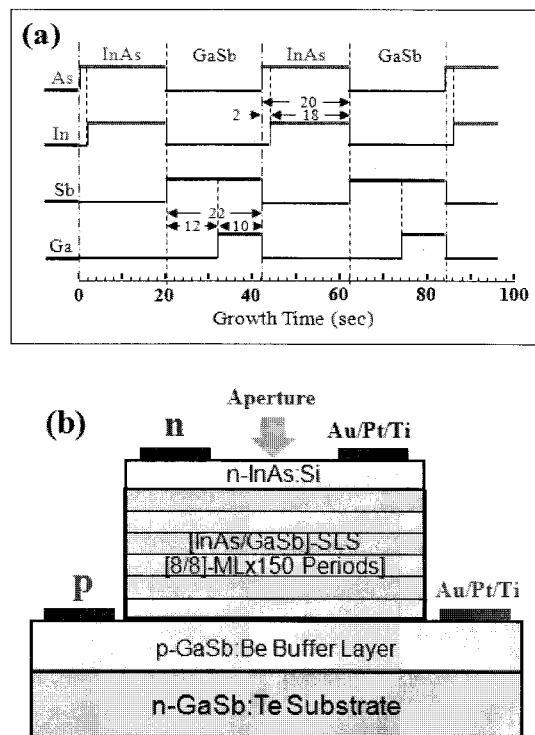 (a)
InAs GaSb InAs GaSb
As
20
2 18
In
Sb
22
12 10
Ga
0 20 40 60 80 100
Growth Time (sec)
(b)
Aperture
n Au/Pt/Ti
n-InAs:Si
[InAs/GaSb]-SLS
[8/8]-MLx150 Periods]
p Au/Pt/Ti
p-GaSb:Be Buffer Layer
n-GaSb:Te Substrate